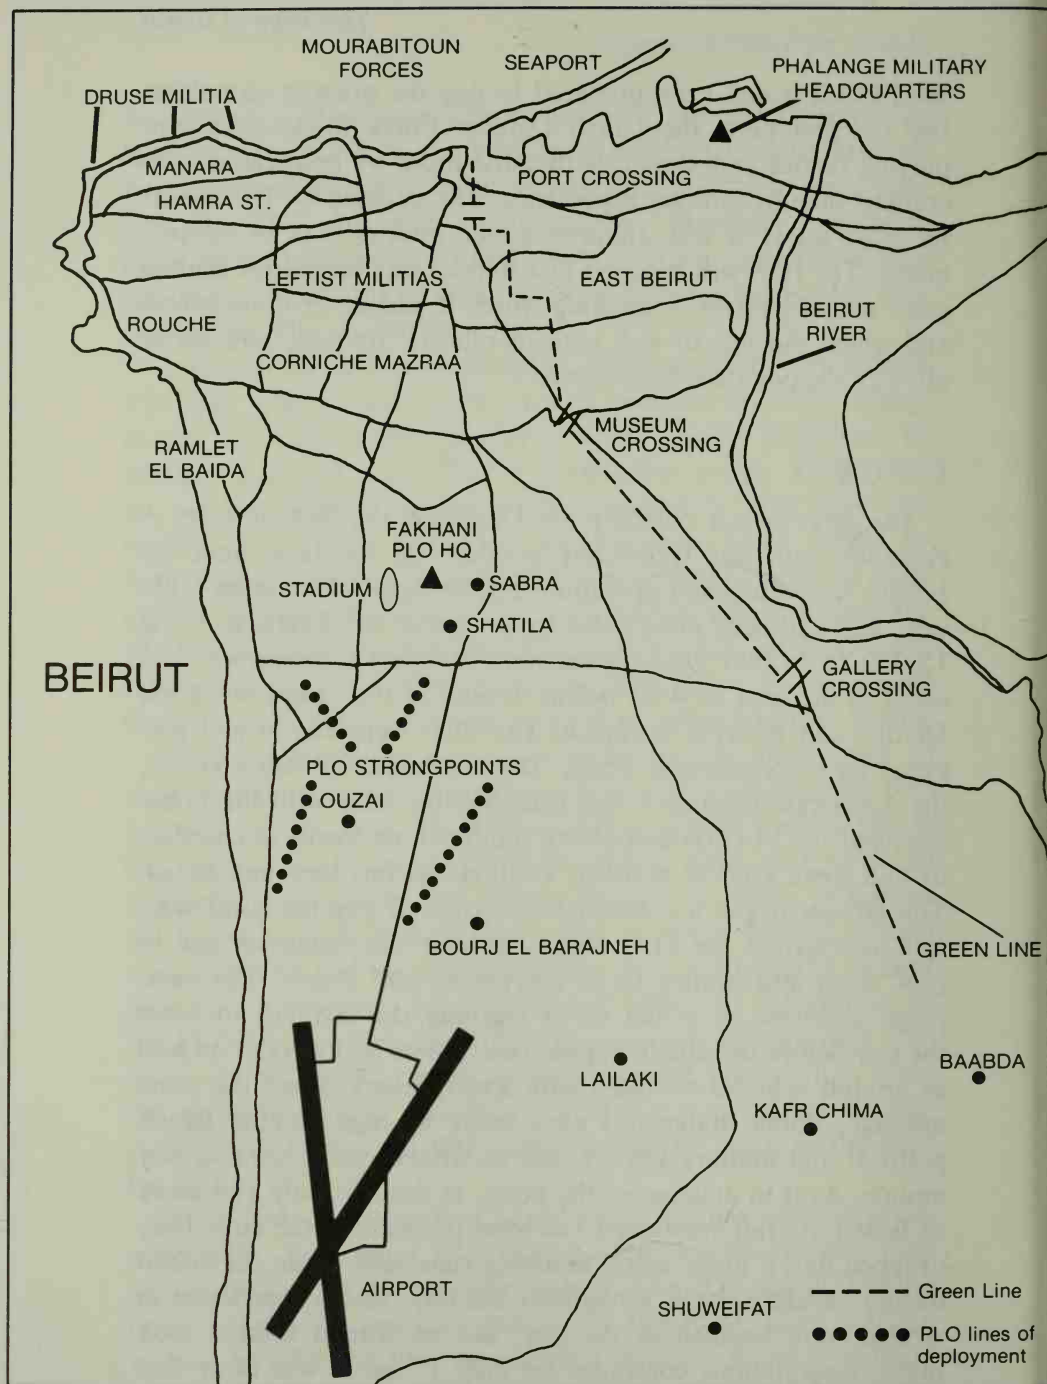 MOURABITOUN
FORCES
SEAPORT
PHALANGE MILITARY
HEADQUARTERS
DRUSE MILITIA
MANARA
HAMRA ST.
PORT CROSSING
LEFTIST MILITIAS
EAST BEIRUT
ROUCHE
BEIRUT
RIVER
CORNICHE MAZRAA
MUSEUM
CROSSING
RAMLET
EL BAIDA
FAKHANI
PLO HQ
STADIUM
SABRA
SHATILA
BEIRUT
GALLERY
CROSSING
PLO STRONGPOINTS
OUZAI
BOURJ EL BARAJNEH
GREEN LINE
LAILAKI
BAABDA
KAFR CHIMA
AIRPORT
SHUWEIFAT
Green Line
PLO lines of
deployment